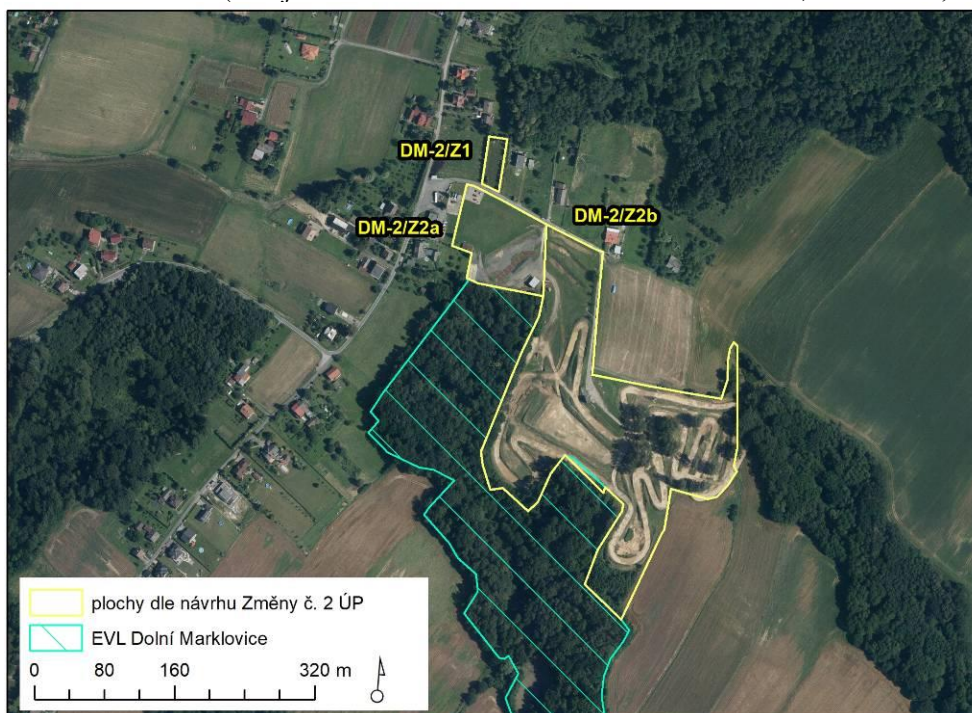 DM-2/Z1
DM-2/Z2a
DM-2/Z2b
plochy dle návrhu Změny č. 2 ÚP
EVL Dolní Marklovice
0 80 160 320 m